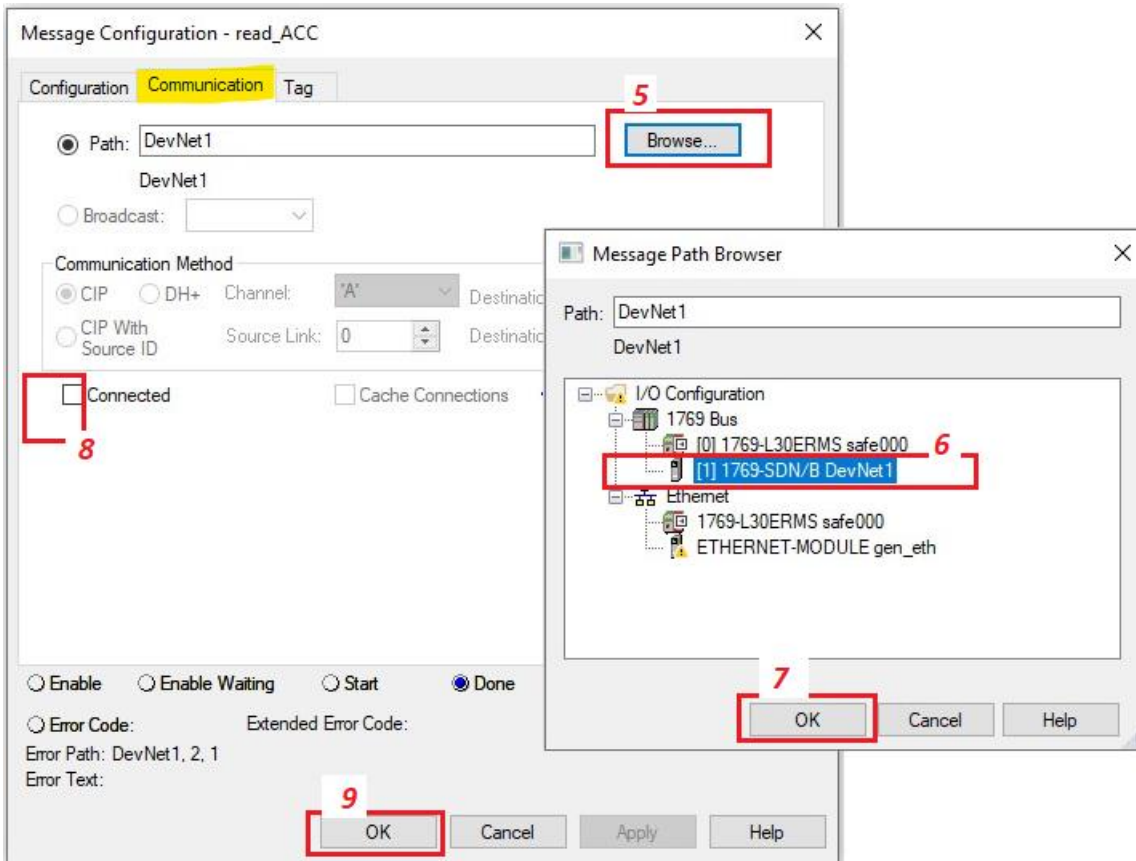 Message Configuration - read_ACC
Configuration Communication Tag
5
Path: DevNet1 Browse...
DevNet1
Broadcast:
Communication Method
CIP DH+ Channel: 'A' Destinatic
CIP With
Source ID
Source Link: 0 Destinatic
Connected Cache Connections
8
Enable Enable Waiting Start Done
Error Code: Extended Error Code:
Error Path: DevNet1, 2, 1
Error Text:
9
OK Cancel Apply Help
Message Path Browser
Path: DevNet1
DevNet1
I/O Configuration
1769 Bus
[0] 1769-L30ERMS safe000
6
[1] 1769-SDN/B DevNet1
Ethernet
1769-L30ERMS safe000
ETHERNET-MODULE gen_eth
7
OK Cancel Help